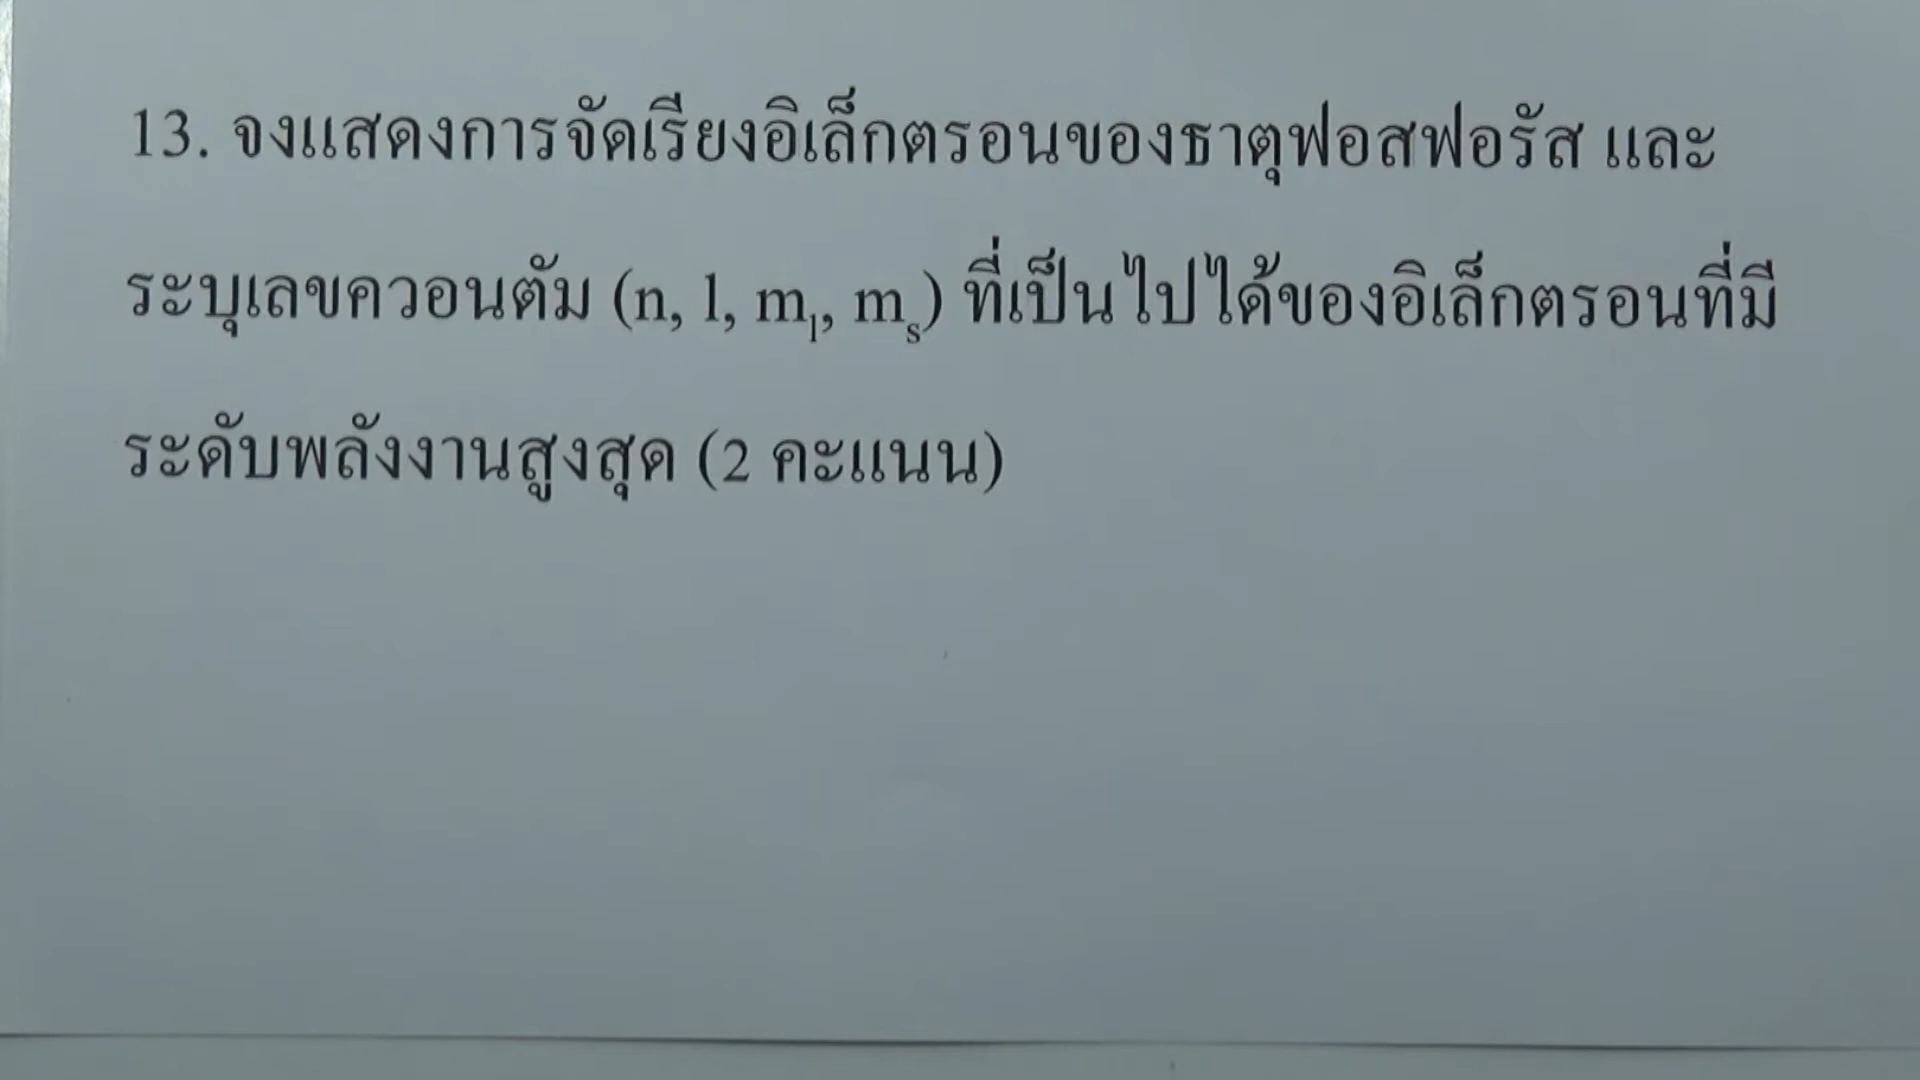 13. จงแสดงการจัดเรียงอิเล็กตรอนของธาตุฟอสฟอรัส และ
ระบุเลขควอนตัม (n, l, mₗ, mₛ) ที่เป็นไปได้ของอิเล็กตรอนที่มี
ระดับพลังงานสูงสุด (2 คะแนน)